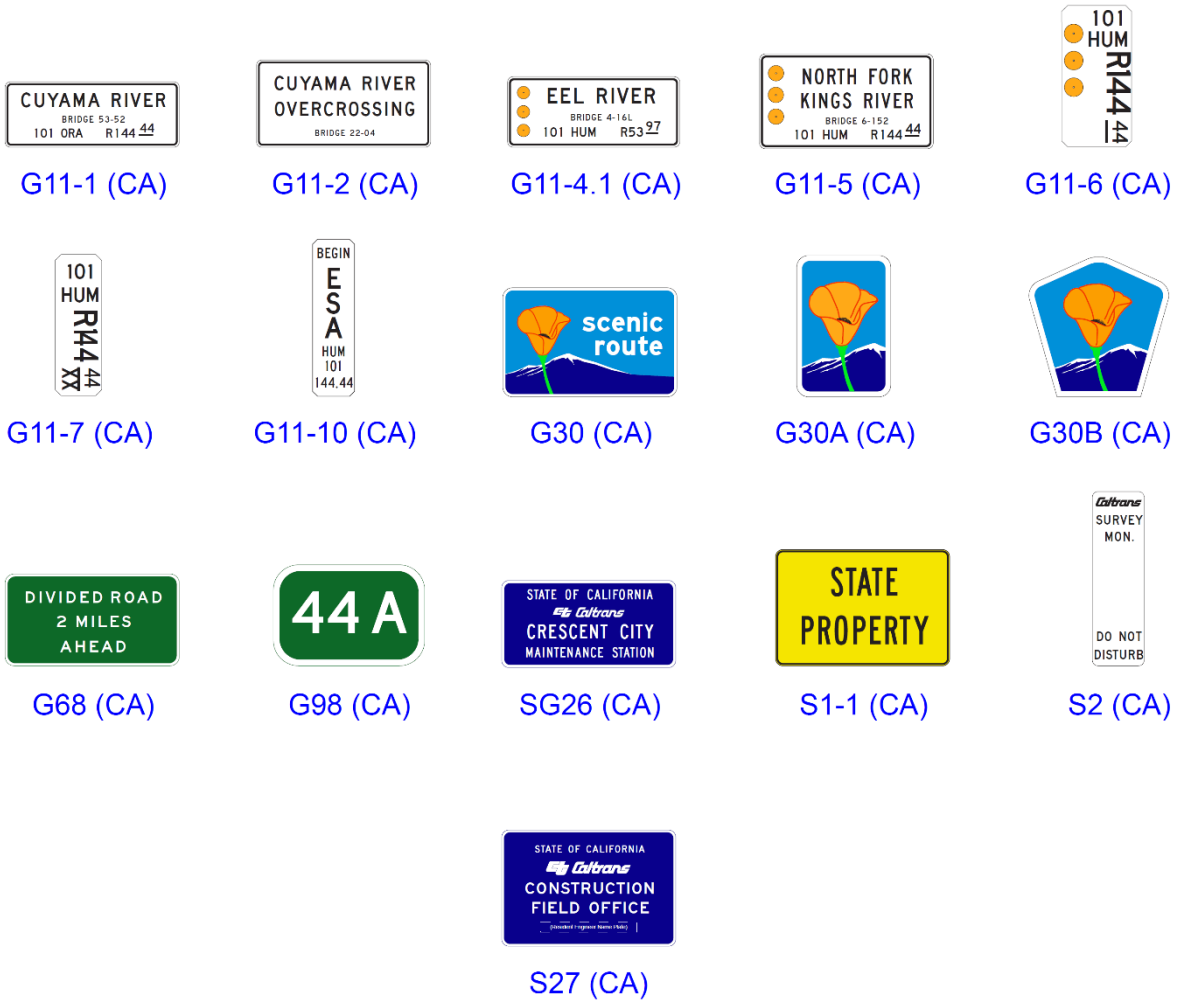 CUYAMA RIVER
BRIDGE 53-52
101 ORA R144 44
G11-1 (CA)
CUYAMA RIVER
OVERCROSSING
BRIDGE 22-04
G11-2 (CA)
EEL RIVER
BRIDGE 4-16L
101 HUM R53 97
G11-4.1 (CA)
NORTH FORK
KINGS RIVER
BRIDGE 6-152
101 HUM R144 44
G11-5 (CA)
101
HUM
R144 44
G11-6 (CA)
101
HUM
R144 44
XX
G11-7 (CA)
BEGIN
E
S
A
HUM
101
144.44
G11-10 (CA)
scenic
route
G30 (CA)
G30A (CA)
G30B (CA)
DIVIDED ROAD
2 MILES
AHEAD
G68 (CA)
44 A
G98 (CA)
STATE OF CALIFORNIA
ct Caltrans
CRESCENT CITY
MAINTENANCE STATION
SG26 (CA)
STATE
PROPERTY
S1-1 (CA)
Caltrans
SURVEY
MON.
DO NOT
DISTURB
S2 (CA)
STATE OF CALIFORNIA
ct Caltrans
CONSTRUCTION
FIELD OFFICE
(Resident Engineer Name Plate)
S27 (CA)